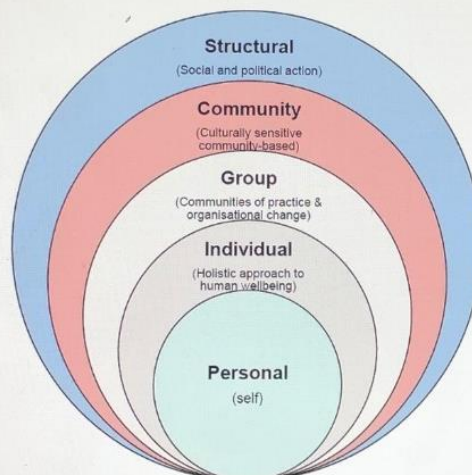 Structural
(Social and political action)
Community
(Culturally sensitive
community-based)
Group
(Communities of practice &
organisational change)
Individual
(Holistic approach to
human wellbeing)
Personal
(self)